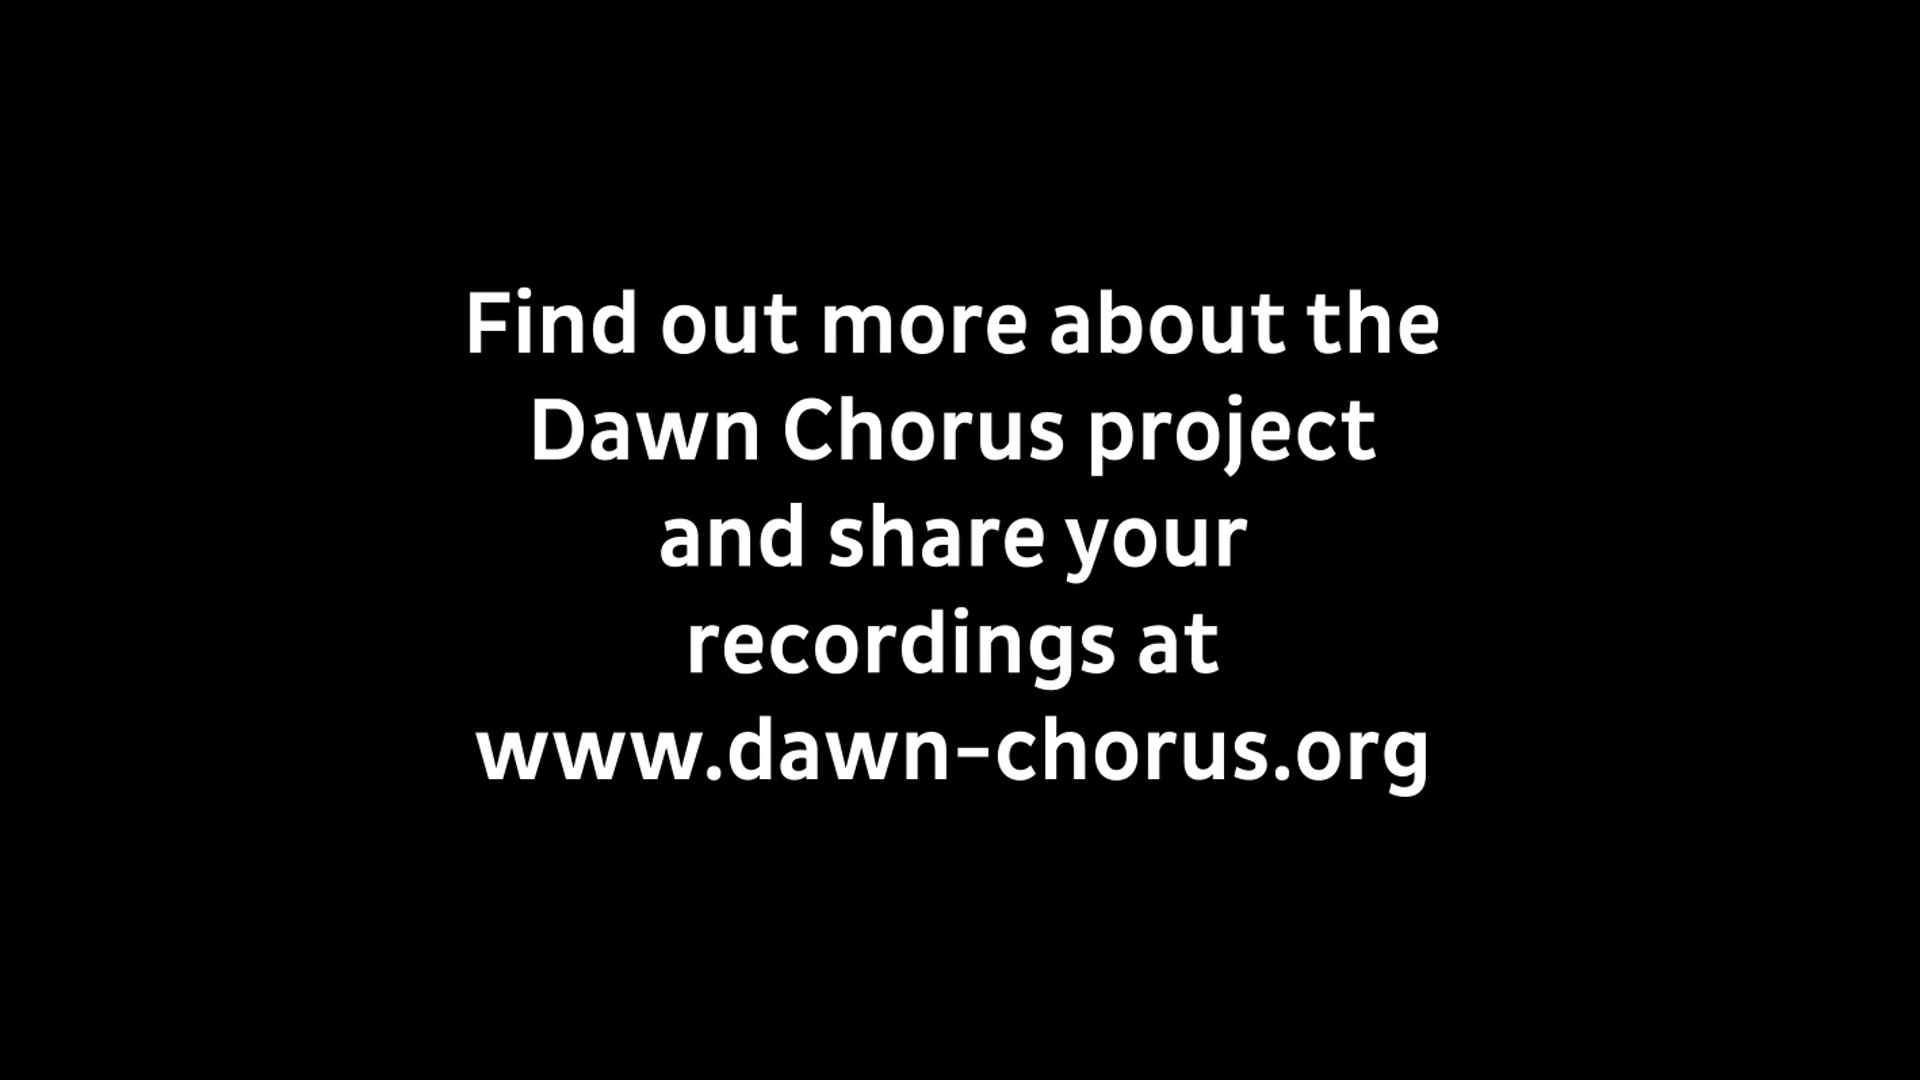 Find out more about the
Dawn Chorus project
and share your
recordings at
www.dawn-chorus.org